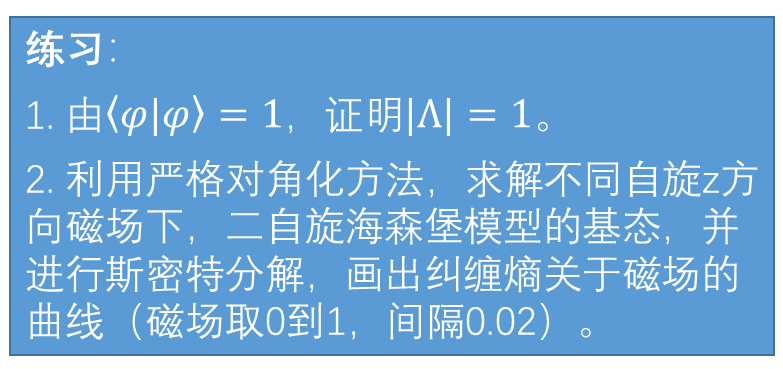 练习：
1. 由⟨φ|φ⟩ = 1，证明|Λ| = 1。
2. 利用严格对角化方法，求解不同自旋z方
向磁场下，二自旋海森堡模型的基态，并
进行斯密特分解，画出纠缠熵关于磁场的
曲线（磁场取0到1，间隔0.02）。